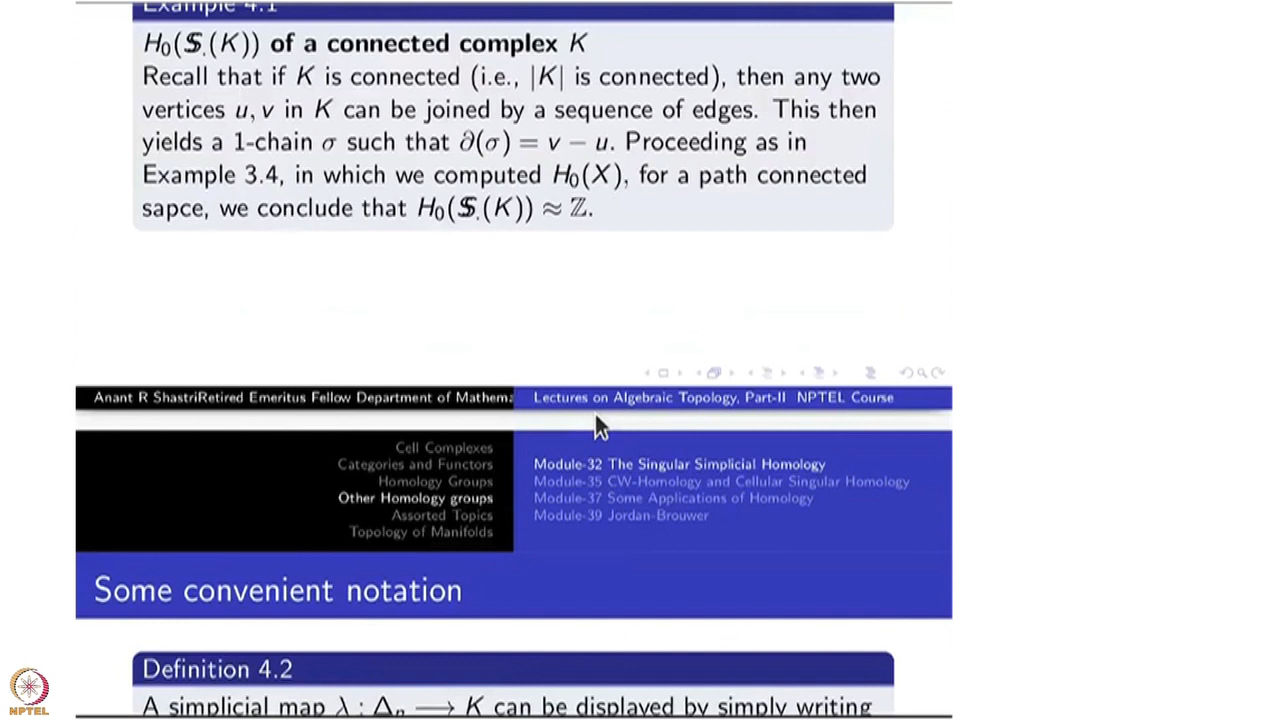 Example 4.1
H₀(𝕊.(K)) of a connected complex K
Recall that if K is connected (i.e., |K| is connected), then any two
vertices u, v in K can be joined by a sequence of edges. This then
yields a 1-chain σ such that ∂(σ) = v − u. Proceeding as in
Example 3.4, in which we computed H₀(X), for a path connected
sapce, we conclude that H₀(𝕊.(K)) ≈ ℤ.
Anant R ShastriRetired Emeritus Fellow Department of Mathema
Lectures on Algebraic Topology, Part-II NPTEL Course
Cell Complexes
Categories and Functors
Homology Groups
Other Homology groups
Assorted Topics
Topology of Manifolds
Module-32 The Singular Simplicial Homology
Module-35 CW-Homology and Cellular Singular Homology
Module-37 Some Applications of Homology
Module-39 Jordan-Brouwer
Some convenient notation
Definition 4.2
A simplicial map λ : Δₙ ⟶ K can be displayed by simply writing
NPTEL